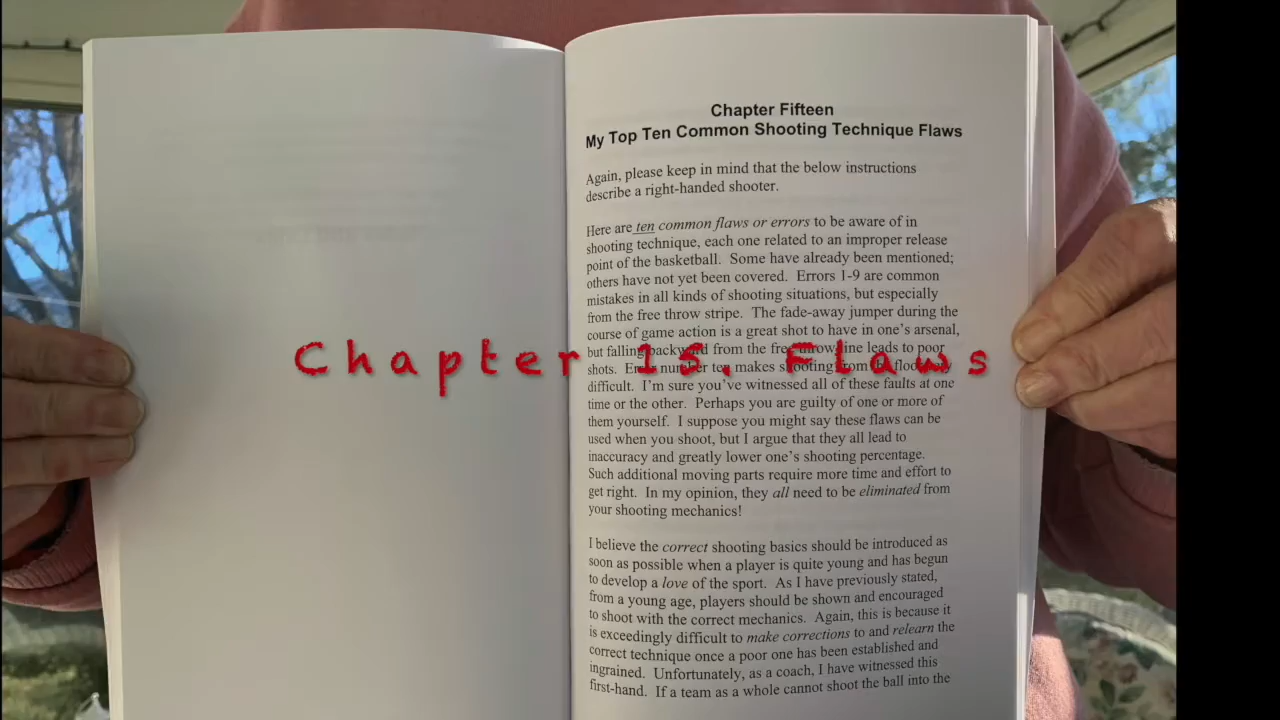 Chapter Fifteen
My Top Ten Common Shooting Technique Flaws
Again, please keep in mind that the below instructions
describe a right-handed shooter.
Here are ten common flaws or errors to be aware of in
shooting technique, each one related to an improper release
point of the basketball. Some have already been mentioned;
others have not yet been covered. Errors 1-9 are common
mistakes in all kinds of shooting situations, but especially
from the free throw stripe. The fade-away jumper during the
course of game action is a great shot to have in one's arsenal,
but falling backward from the free throw line leads to poor
shots. Error number ten makes shooting from the floor
difficult. I'm sure you've witnessed all of these faults at one
time or the other. Perhaps you are guilty of one or more of
them yourself. I suppose you might say these flaws can be
used when you shoot, but I argue that they all lead to
inaccuracy and greatly lower one's shooting percentage.
Such additional moving parts require more time and effort to
get right. In my opinion, they all need to be eliminated from
your shooting mechanics!
I believe the correct shooting basics should be introduced as
soon as possible when a player is quite young and has begun
to develop a love of the sport. As I have previously stated,
from a young age, players should be shown and encouraged
to shoot with the correct mechanics. Again, this is because it
is exceedingly difficult to make corrections to and relearn the
correct technique once a poor one has been established and
ingrained. Unfortunately, as a coach, I have witnessed this
first-hand. If a team as a whole cannot shoot the ball into the
Chapter 15, Flaws